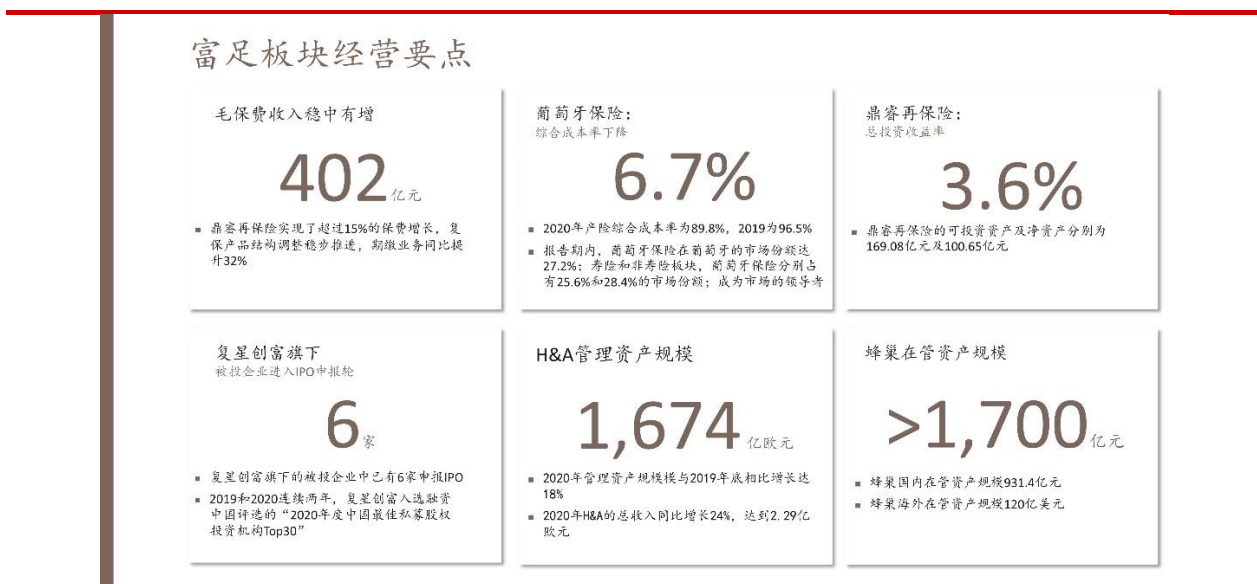 富足板块经营要点
毛保费收入稳中有增
402亿元
▪ 鼎睿再保险实现了超过15%的保费增长，复
保产品结构调整稳步推进，期缴业务同比提
升32%
葡萄牙保险：
综合成本率下降
6.7%
▪ 2020年产险综合成本率为89.8%，2019为96.5%
▪ 报告期内，葡萄牙保险在葡萄牙的市场份额达
27.2%；寿险和非寿险板块，葡萄牙保险分别占
有25.6%和28.4%的市场份额；成为市场的领导者
鼎睿再保险：
总投资收益率
3.6%
▪ 鼎睿再保险的可投资资产及净资产分别为
169.08亿元及100.65亿元
复星创富旗下
被投企业进入IPO申报轮
6家
▪ 复星创富旗下的被投企业中已有6家申报IPO
▪ 2019和2020连续两年，复星创富入选融资
中国评选的“2020年度中国最佳私募股权
投资机构Top30”
H&A管理资产规模
1,674亿欧元
▪ 2020年管理资产规模模与2019年底相比增长达
18%
▪ 2020年H&A的总收入同比增长24%，达到2.29亿
欧元
蜂巢在管资产规模
>1,700亿元
▪ 蜂巢国内在管资产规模931.4亿元
▪ 蜂巢海外在管资产规模120亿美元